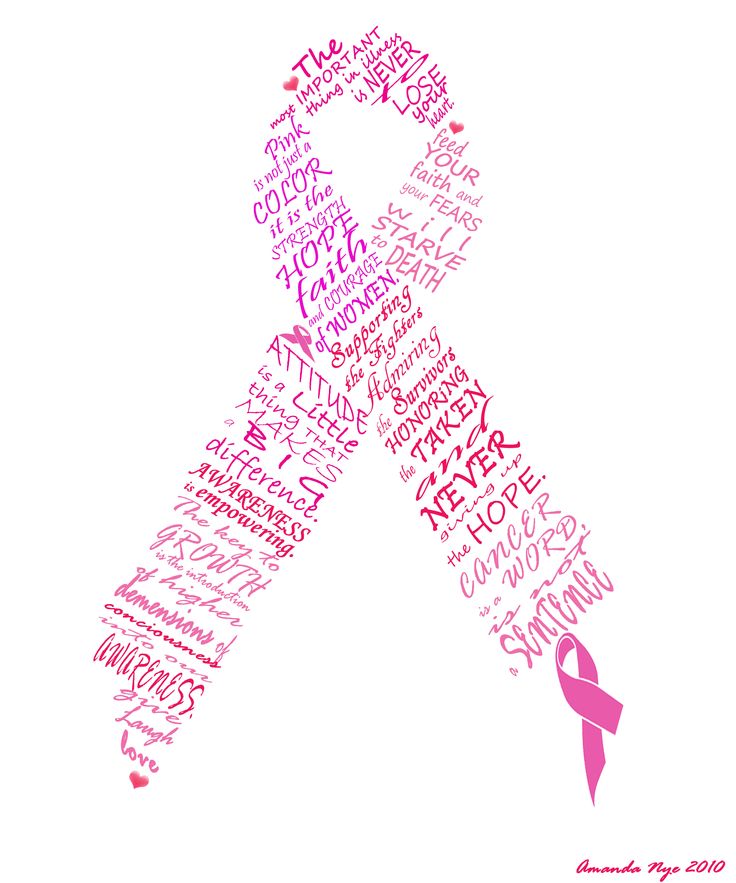 The
most IMPORTANT
thing in illness
is NEVER
to
LOSE
your
heart.
Pink
is not just a
COLOR
it is the
STRENGTH
HOPE
faith
and COURAGE
of WOMEN.
feed
YOUR
faith and
your FEARS
will
STARVE
to
DEATH
Supporting
the Fighters
Admiring
the Survivors
HONORING
the TAKEN
and
NEVER
giving up
the HOPE.
CANCER
is a WORD,
is not
a SENTENCE
ATTITUDE
is a Little
thing THAT
MAKES
a BIG
difference.
AWARENESS
is empowering.
The key to
GROWTH
is the introduction
of higher
demensions of
conciousness
into our
AWARENESS.
give
Laugh
love
Amanda Nye 2010